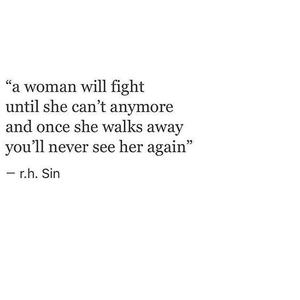 “a woman will fight
until she can’t anymore
and once she walks away
you’ll never see her again”
— r.h. Sin